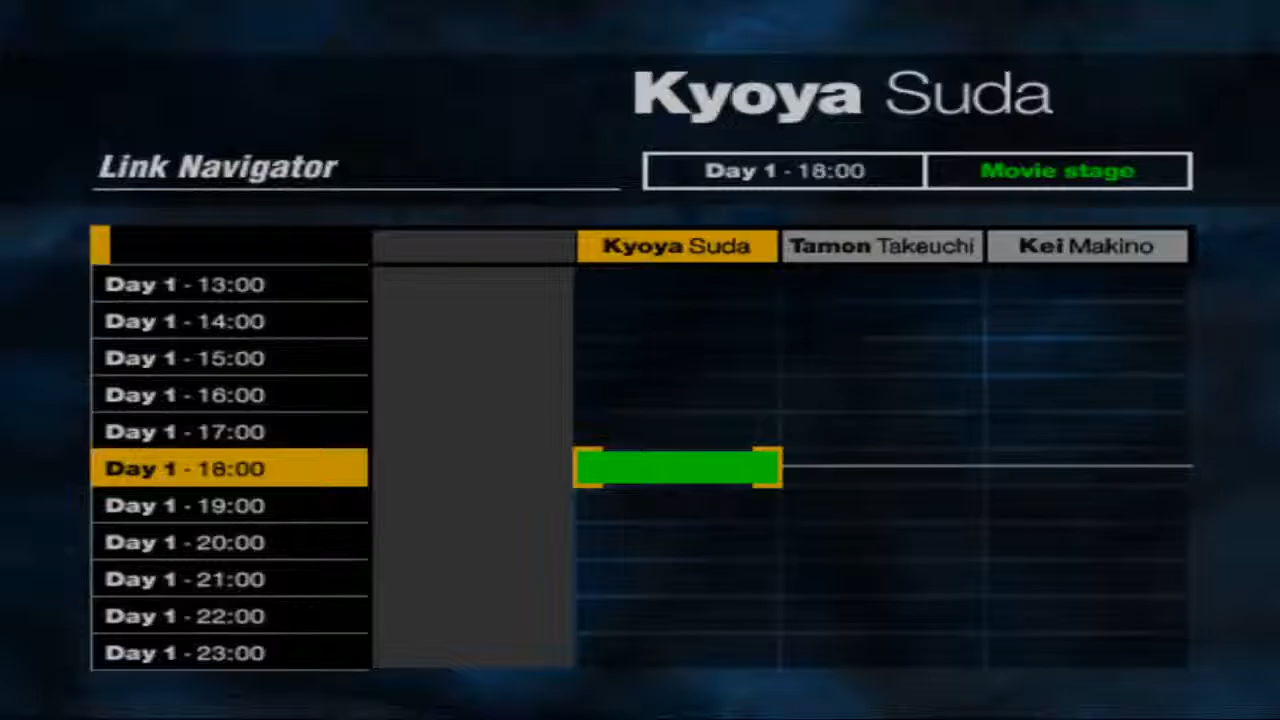 Kyoya Suda
Link Navigator
Day 1 - 18:00 Movie stage
Kyoya Suda Tamon Takeuchi Kei Makino
Day 1 - 13:00
Day 1 - 14:00
Day 1 - 15:00
Day 1 - 16:00
Day 1 - 17:00
Day 1 - 18:00
Day 1 - 19:00
Day 1 - 20:00
Day 1 - 21:00
Day 1 - 22:00
Day 1 - 23:00